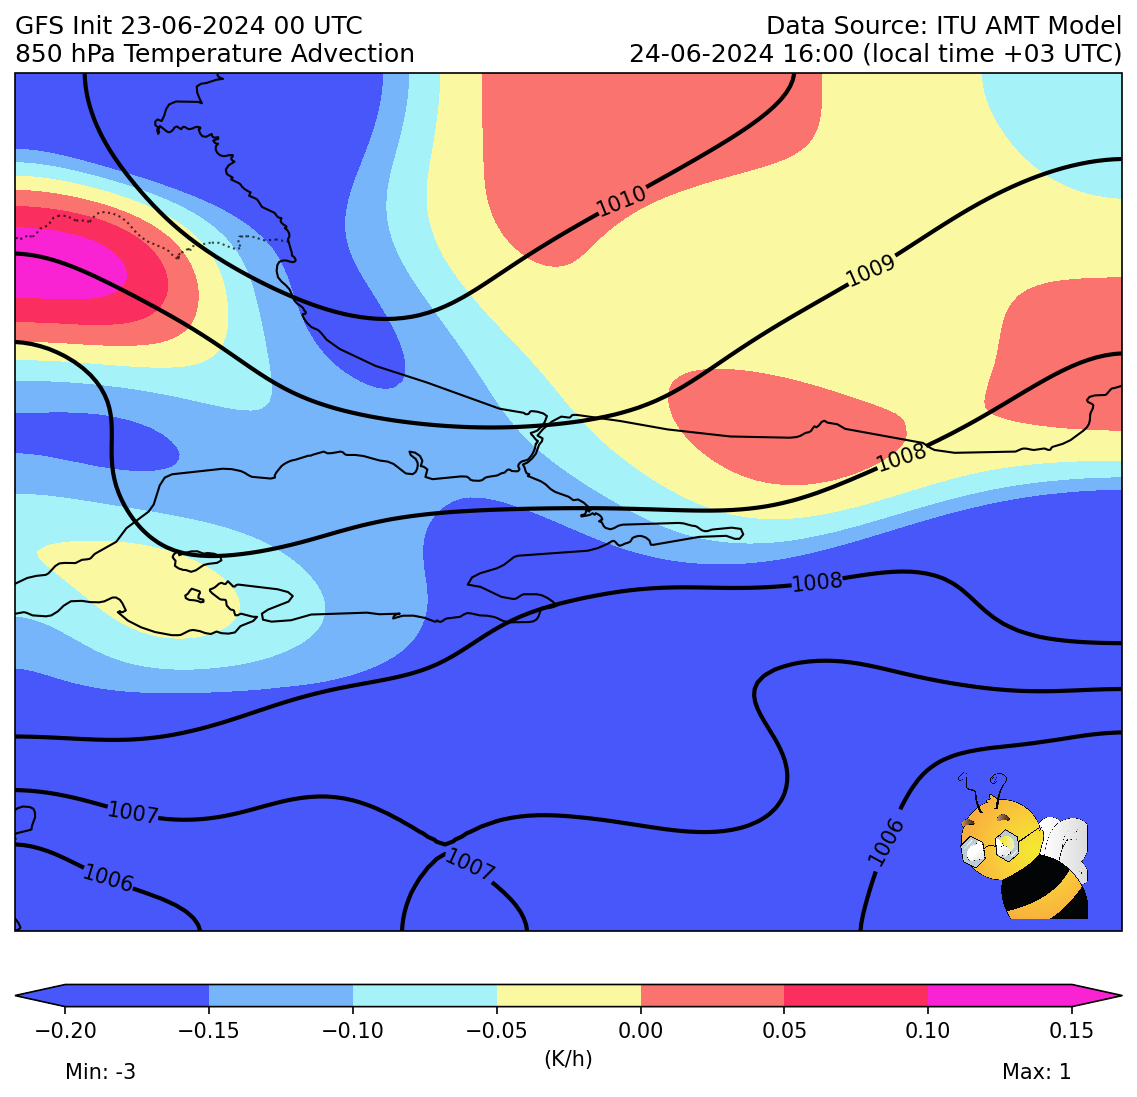 GFS Init 23-06-2024 00 UTC
Data Source: ITU AMT Model
850 hPa Temperature Advection
24-06-2024 16:00 (local time +03 UTC)
1010
1009
1008
1008
1007
1007
1006
1006
−0.20 −0.15 −0.10 −0.05 0.00 0.05 0.10 0.15
(K/h)
Min: -3
Max: 1